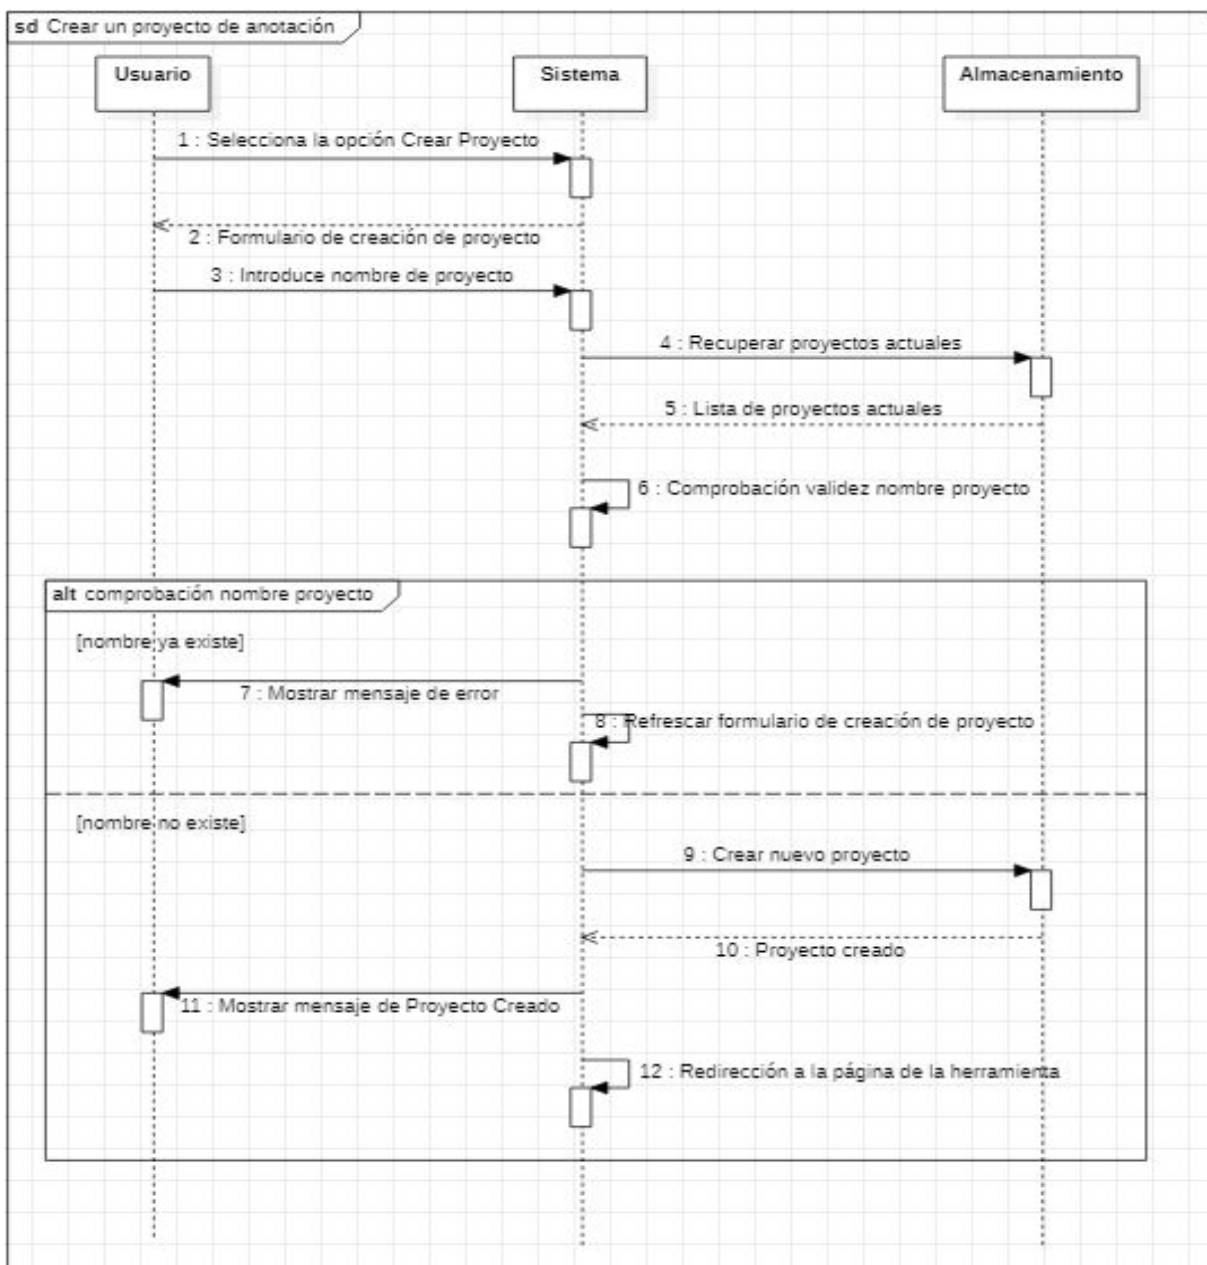 sd Crear un proyecto de anotación
Usuario
Sistema
Almacenamiento
1 : Selecciona la opción Crear Proyecto
2 : Formulario de creación de proyecto
3 : Introduce nombre de proyecto
4 : Recuperar proyectos actuales
5 : Lista de proyectos actuales
6 : Comprobación validez nombre proyecto
alt comprobación nombre proyecto
[nombre ya existe]
7 : Mostrar mensaje de error
8 : Refrescar formulario de creación de proyecto
[nombre no existe]
9 : Crear nuevo proyecto
10 : Proyecto creado
11 : Mostrar mensaje de Proyecto Creado
12 : Redirección a la página de la herramienta